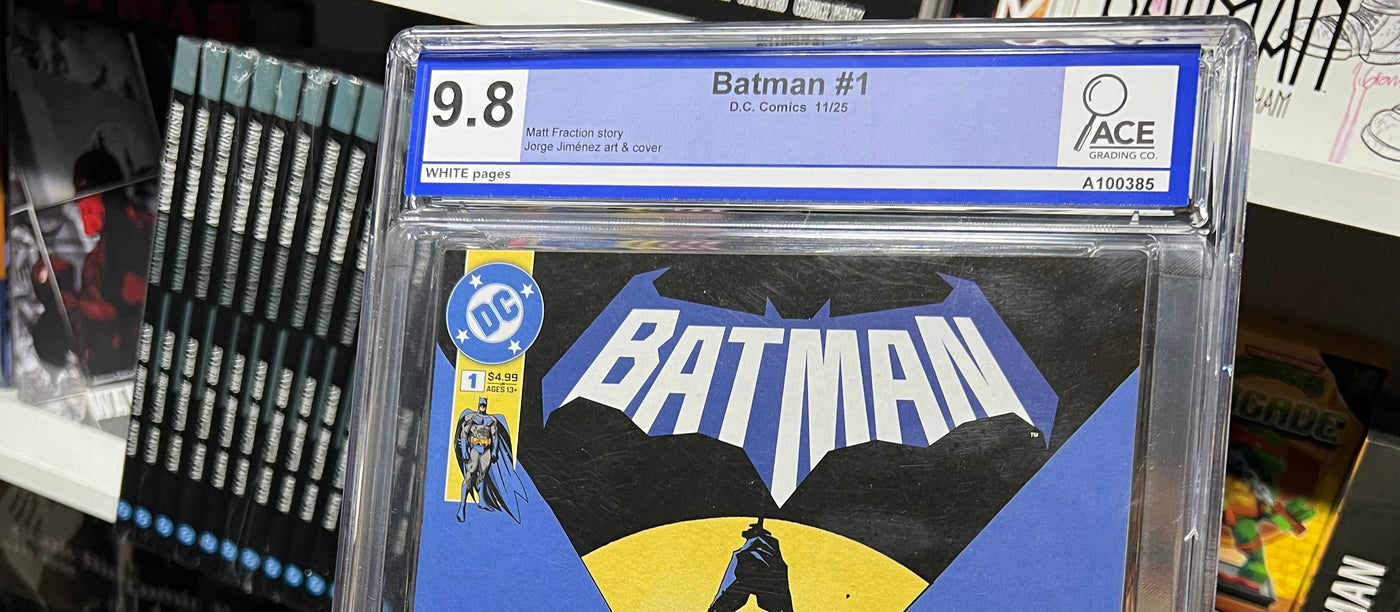 9.8
Batman #1
D.C. Comics 11/25
Matt Fraction story
Jorge Jiménez art & cover
WHITE pages
ACE
GRADING CO.
A100385
DC
1
$4.99
AGES 13+
BATMAN
TM